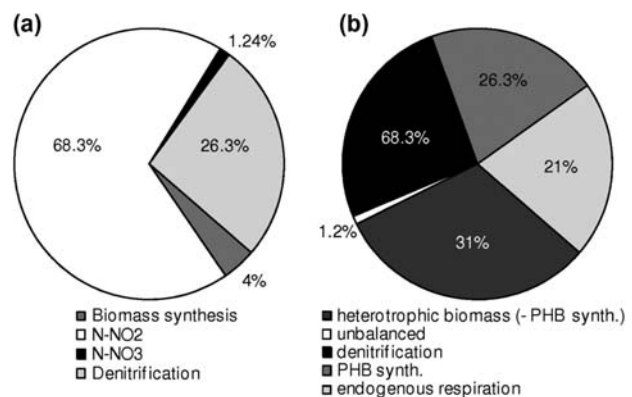 (a)
1.24%
68.3%
26.3%
4%
Biomass synthesis
N-NO2
N-NO3
Denitrification
(b)
26.3%
68.3%
21%
1.2%
31%
heterotrophic biomass (- PHB synth.)
unbalanced
denitrification
PHB synth.
endogenous respiration